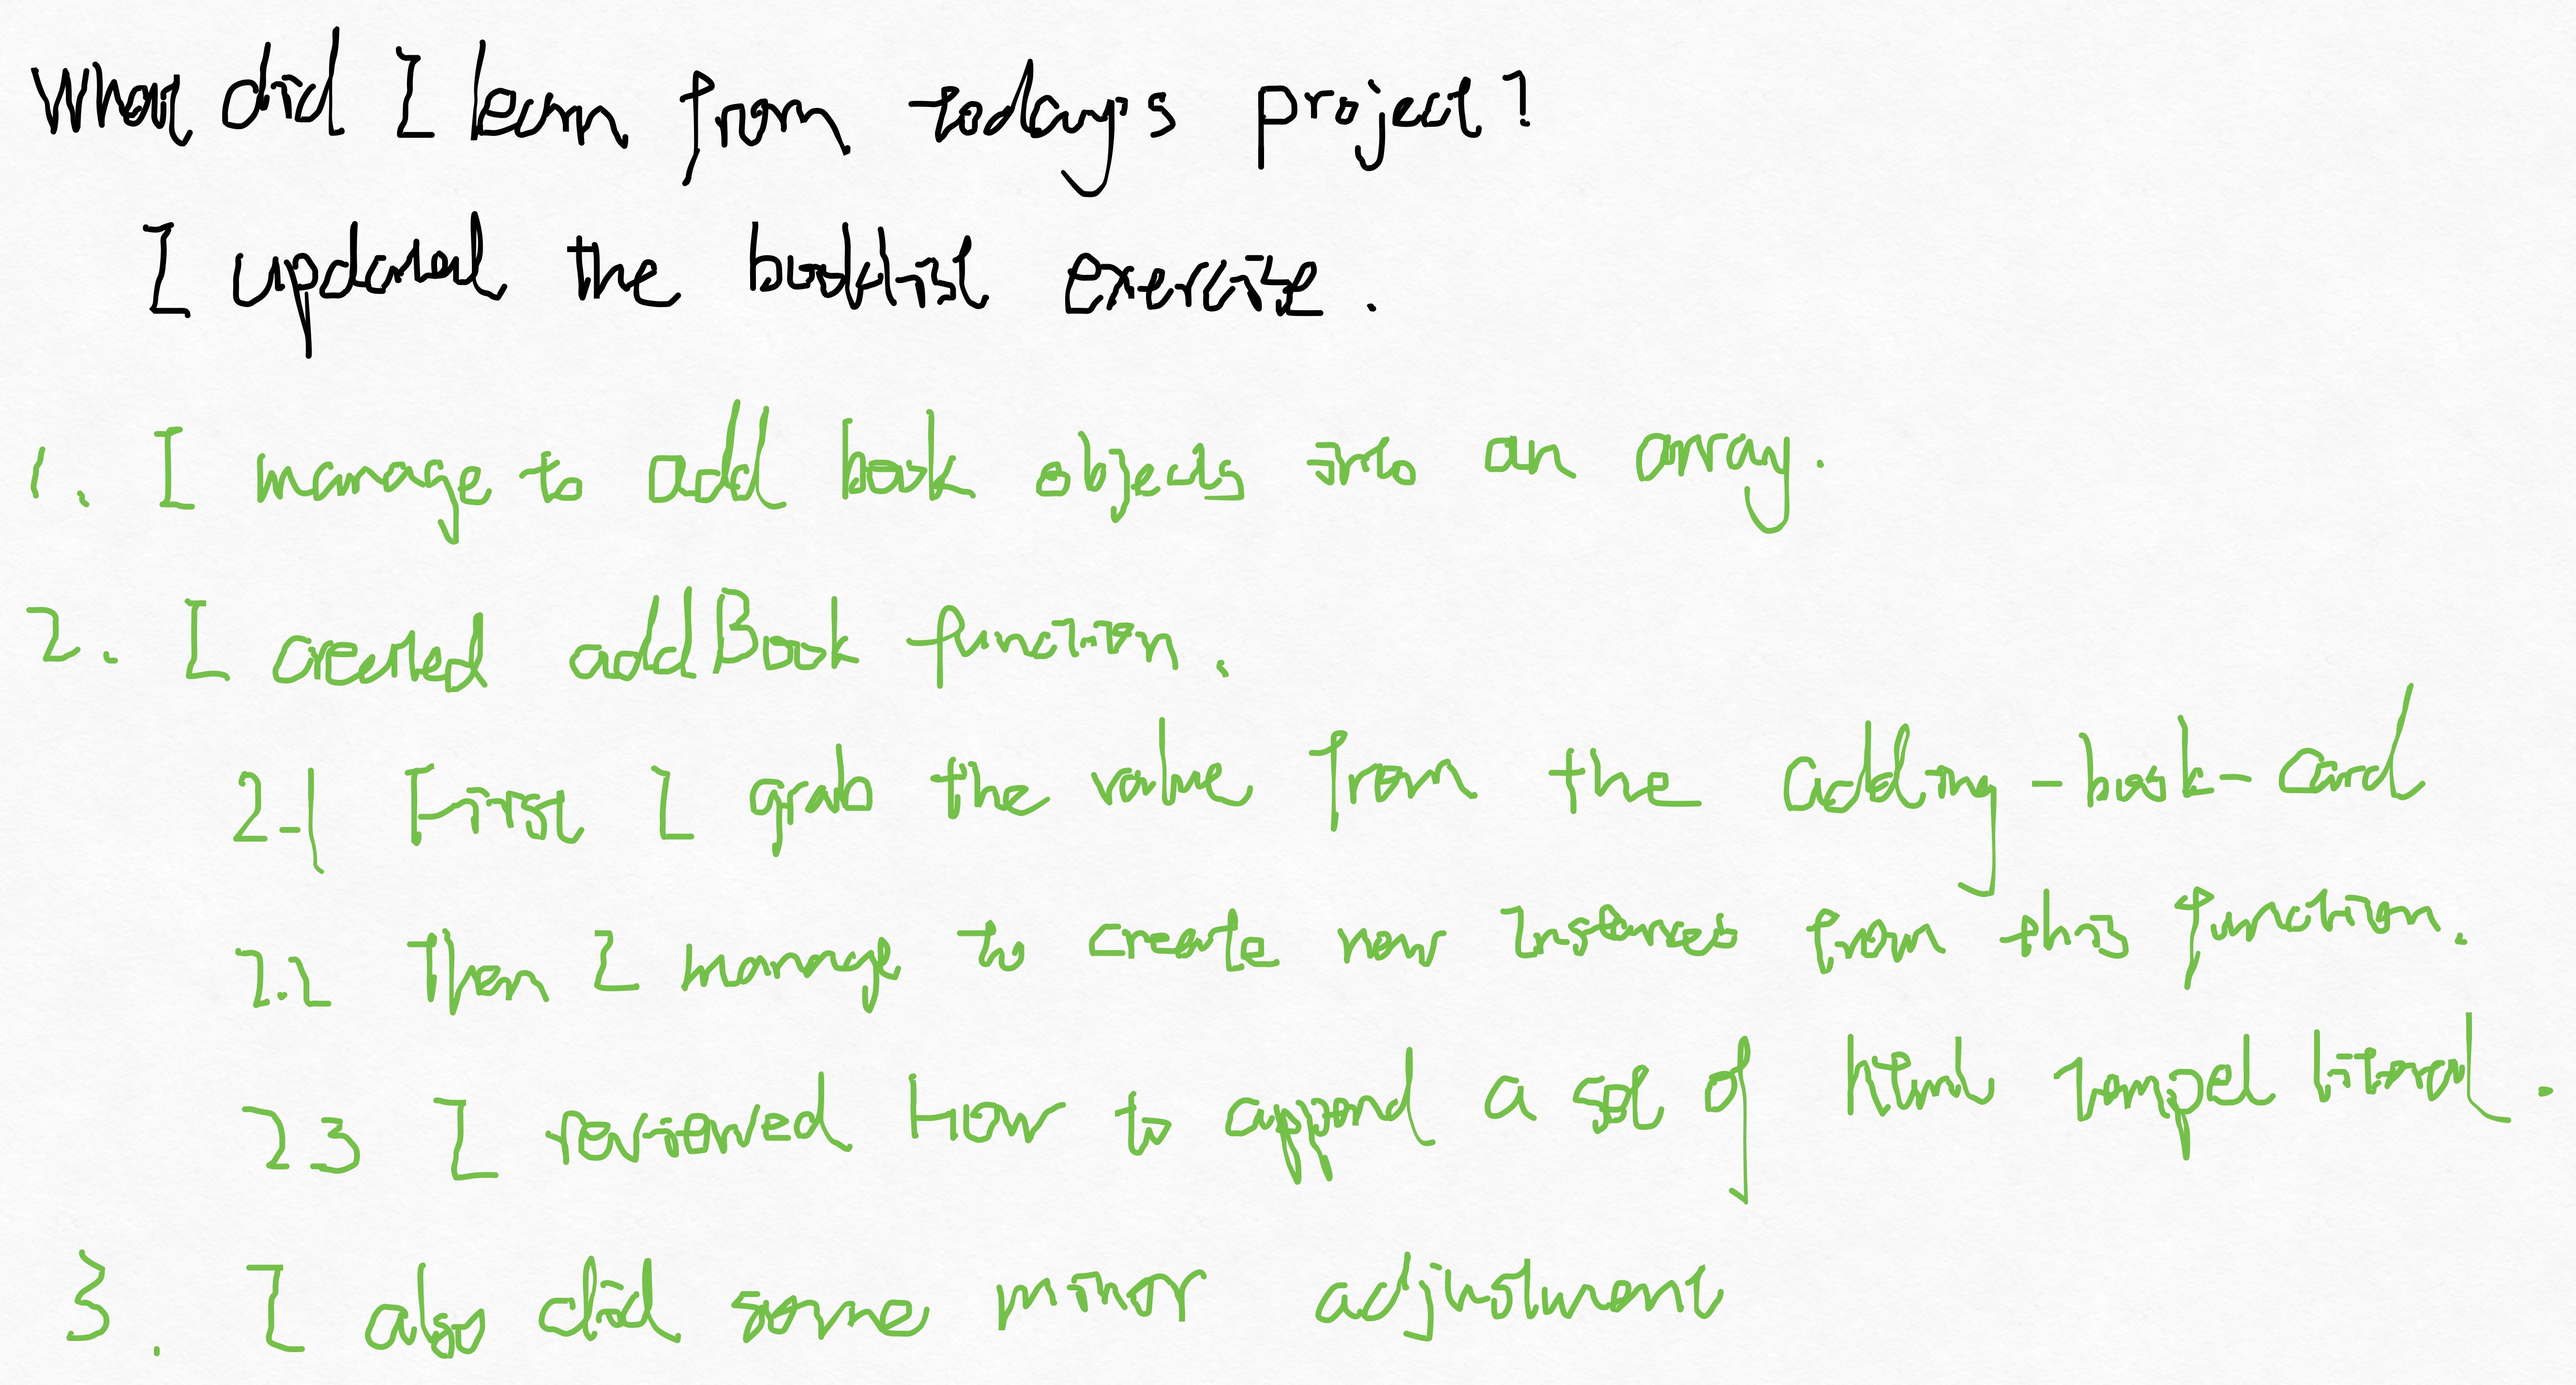 What did I learn from today's project?
I updated the booklist exercise.
1. I manage to add book objects into an array.
2. I created addBook function.
2-1 First I grab the value from the adding-book-card
2.2 Then I manage to create new Instances from this function.
2.3 I reviewed How to append a set of html tempel literal.
3. I also did some minor adjustment